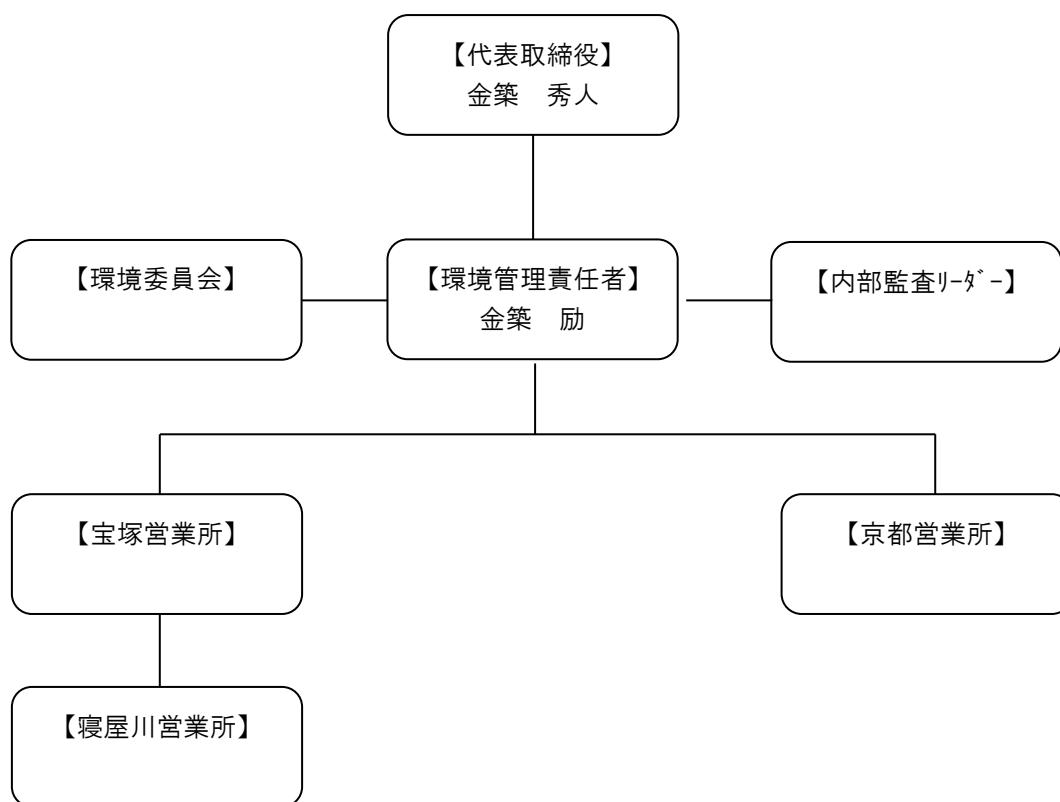 【代表取締役】
金築　秀人
【環境委員会】
【環境管理責任者】
金築　励
【内部監査ﾘｰﾀﾞｰ】
【宝塚営業所】
【京都営業所】
【寝屋川営業所】